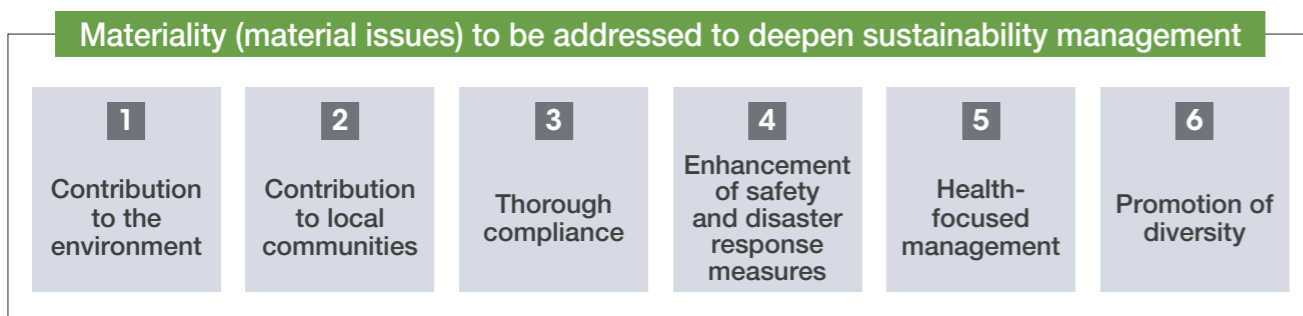 Materiality (material issues) to be addressed to deepen sustainability management
1
Contribution
to the
environment
2
Contribution
to local
communities
3
Thorough
compliance
4
Enhancement
of safety
and disaster
response
measures
5
Health-
focused
management
6
Promotion of
diversity